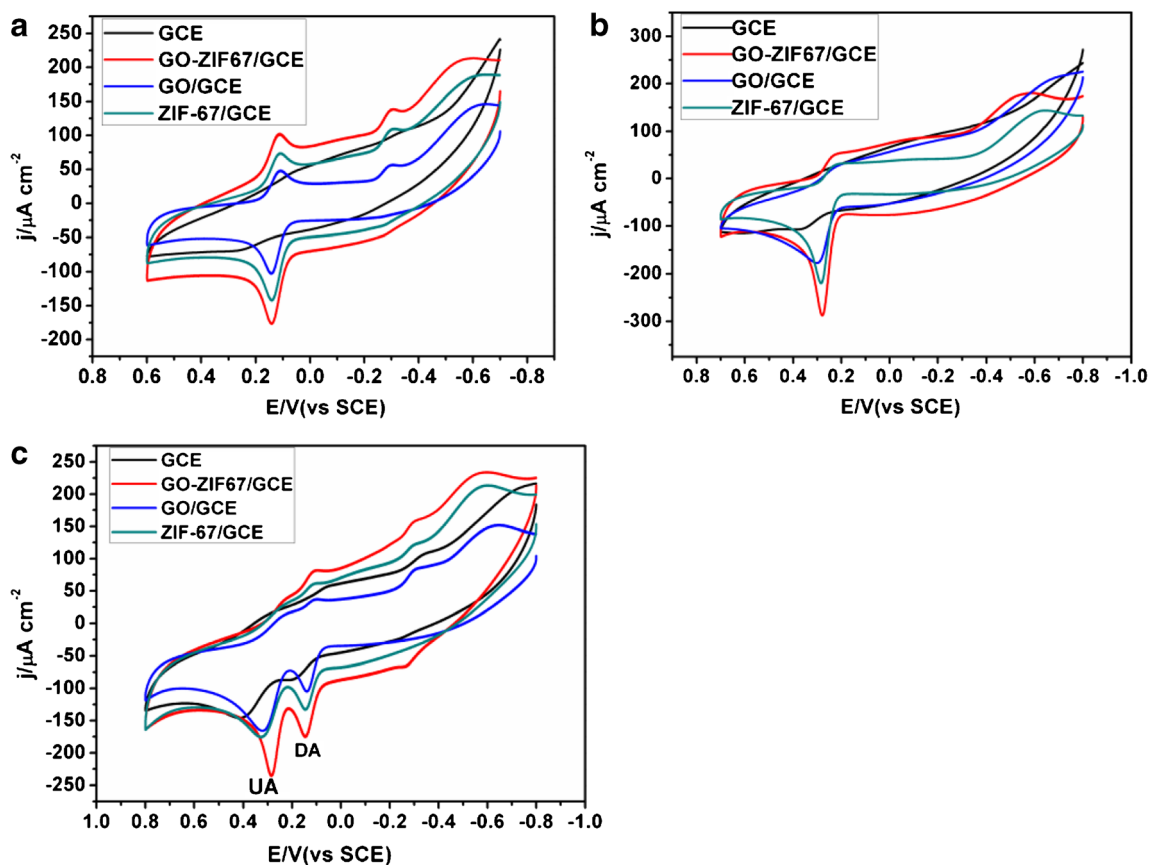 a
GCE
GO-ZIF67/GCE
GO/GCE
ZIF-67/GCE
250
200
150
100
50
0
-50
-100
-150
-200
j/μA cm-2
0.8 0.6 0.4 0.2 0.0 -0.2 -0.4 -0.6 -0.8
E/V(vs SCE)
b
GCE
GO-ZIF67/GCE
GO/GCE
ZIF-67/GCE
300
200
100
0
-100
-200
-300
j/μA cm-2
0.8 0.6 0.4 0.2 0.0 -0.2 -0.4 -0.6 -0.8 -1.0
E/V(vs SCE)
c
GCE
GO-ZIF67/GCE
GO/GCE
ZIF-67/GCE
250
200
150
100
50
0
-50
-100
-150
-200
-250
j/μA cm-2
UA
DA
1.0 0.8 0.6 0.4 0.2 0.0 -0.2 -0.4 -0.6 -0.8 -1.0
E/V(vs SCE)